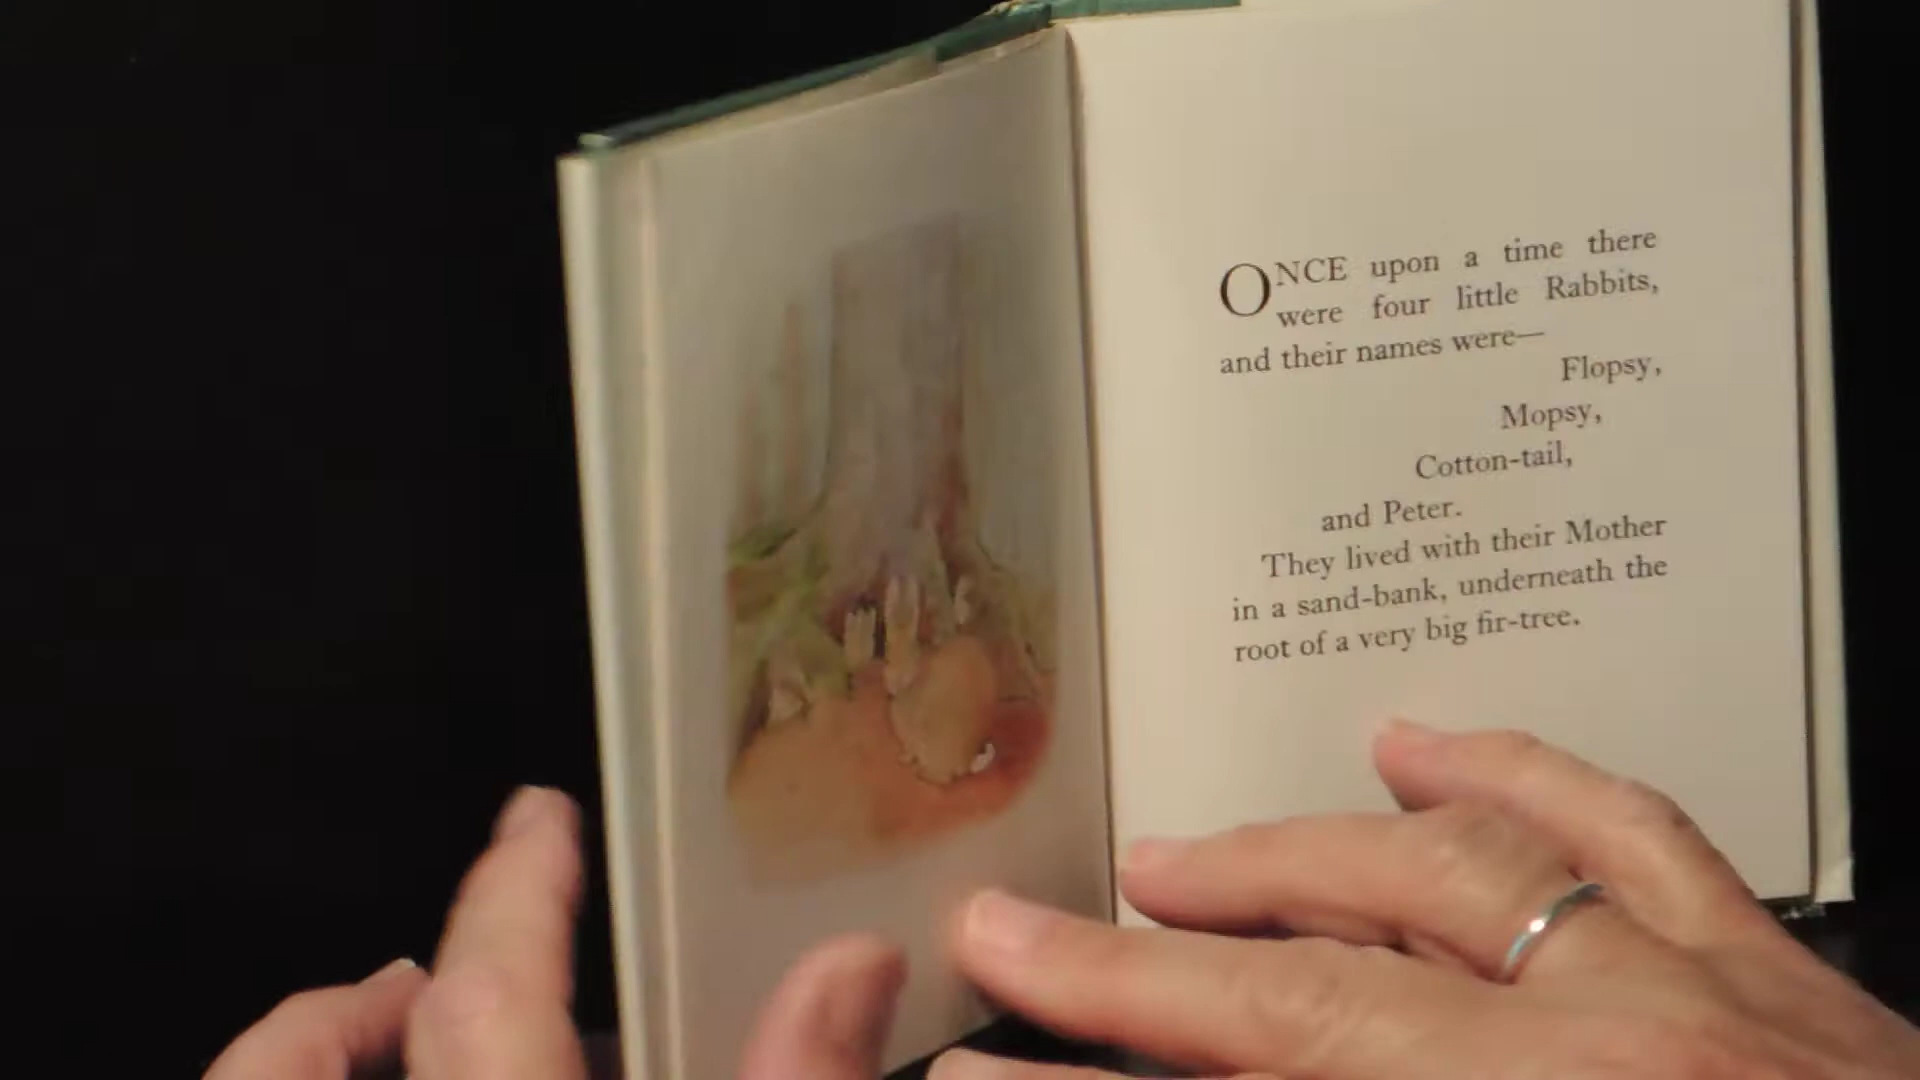 ONCE upon a time there
were four little Rabbits,
and their names were—
Flopsy,
Mopsy,
Cotton-tail,
and Peter.
They lived with their Mother
in a sand-bank, underneath the
root of a very big fir-tree.